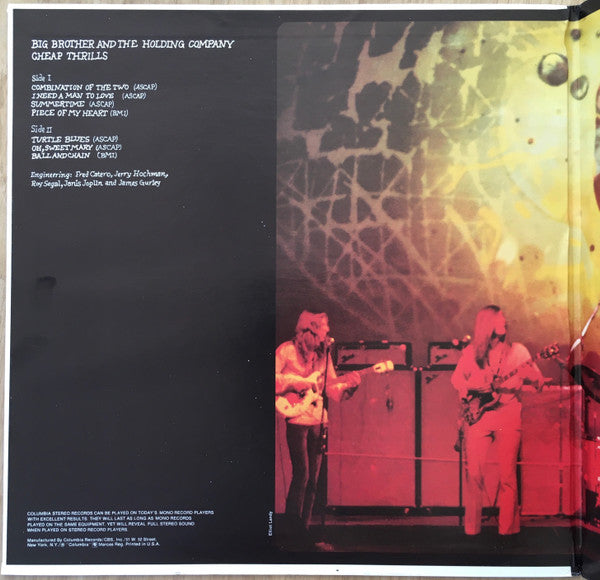 BIG BROTHER AND THE HOLDING COMPANY
CHEAP THRILLS
Side I
COMBINATION OF THE TWO (ASCAP)
I NEED A MAN TO LOVE (ASCAP)
SUMMERTIME (ASCAP)
PIECE OF MY HEART (BMI)
Side II
TURTLE BLUES (ASCAP)
OH, SWEET MARY (ASCAP)
BALL AND CHAIN (BMI)
Engineering: Fred Catero, Jerry Hochman,
Roy Segal, Janis Joplin and James Gurley
COLUMBIA STEREO RECORDS CAN BE PLAYED ON TODAY'S MONO RECORD PLAYERS
WITH EXCELLENT RESULTS. THEY WILL LAST AS LONG AS MONO RECORDS
PLAYED ON THE SAME EQUIPMENT, YET WILL REVEAL FULL STEREO SOUND
WHEN PLAYED ON STEREO RECORD PLAYERS.
Manufactured By Columbia Records/CBS, Inc./51 W. 52 Street,
New York, N.Y./® "Columbia," Marcas Reg. Printed in U.S.A.
Elliot Landy